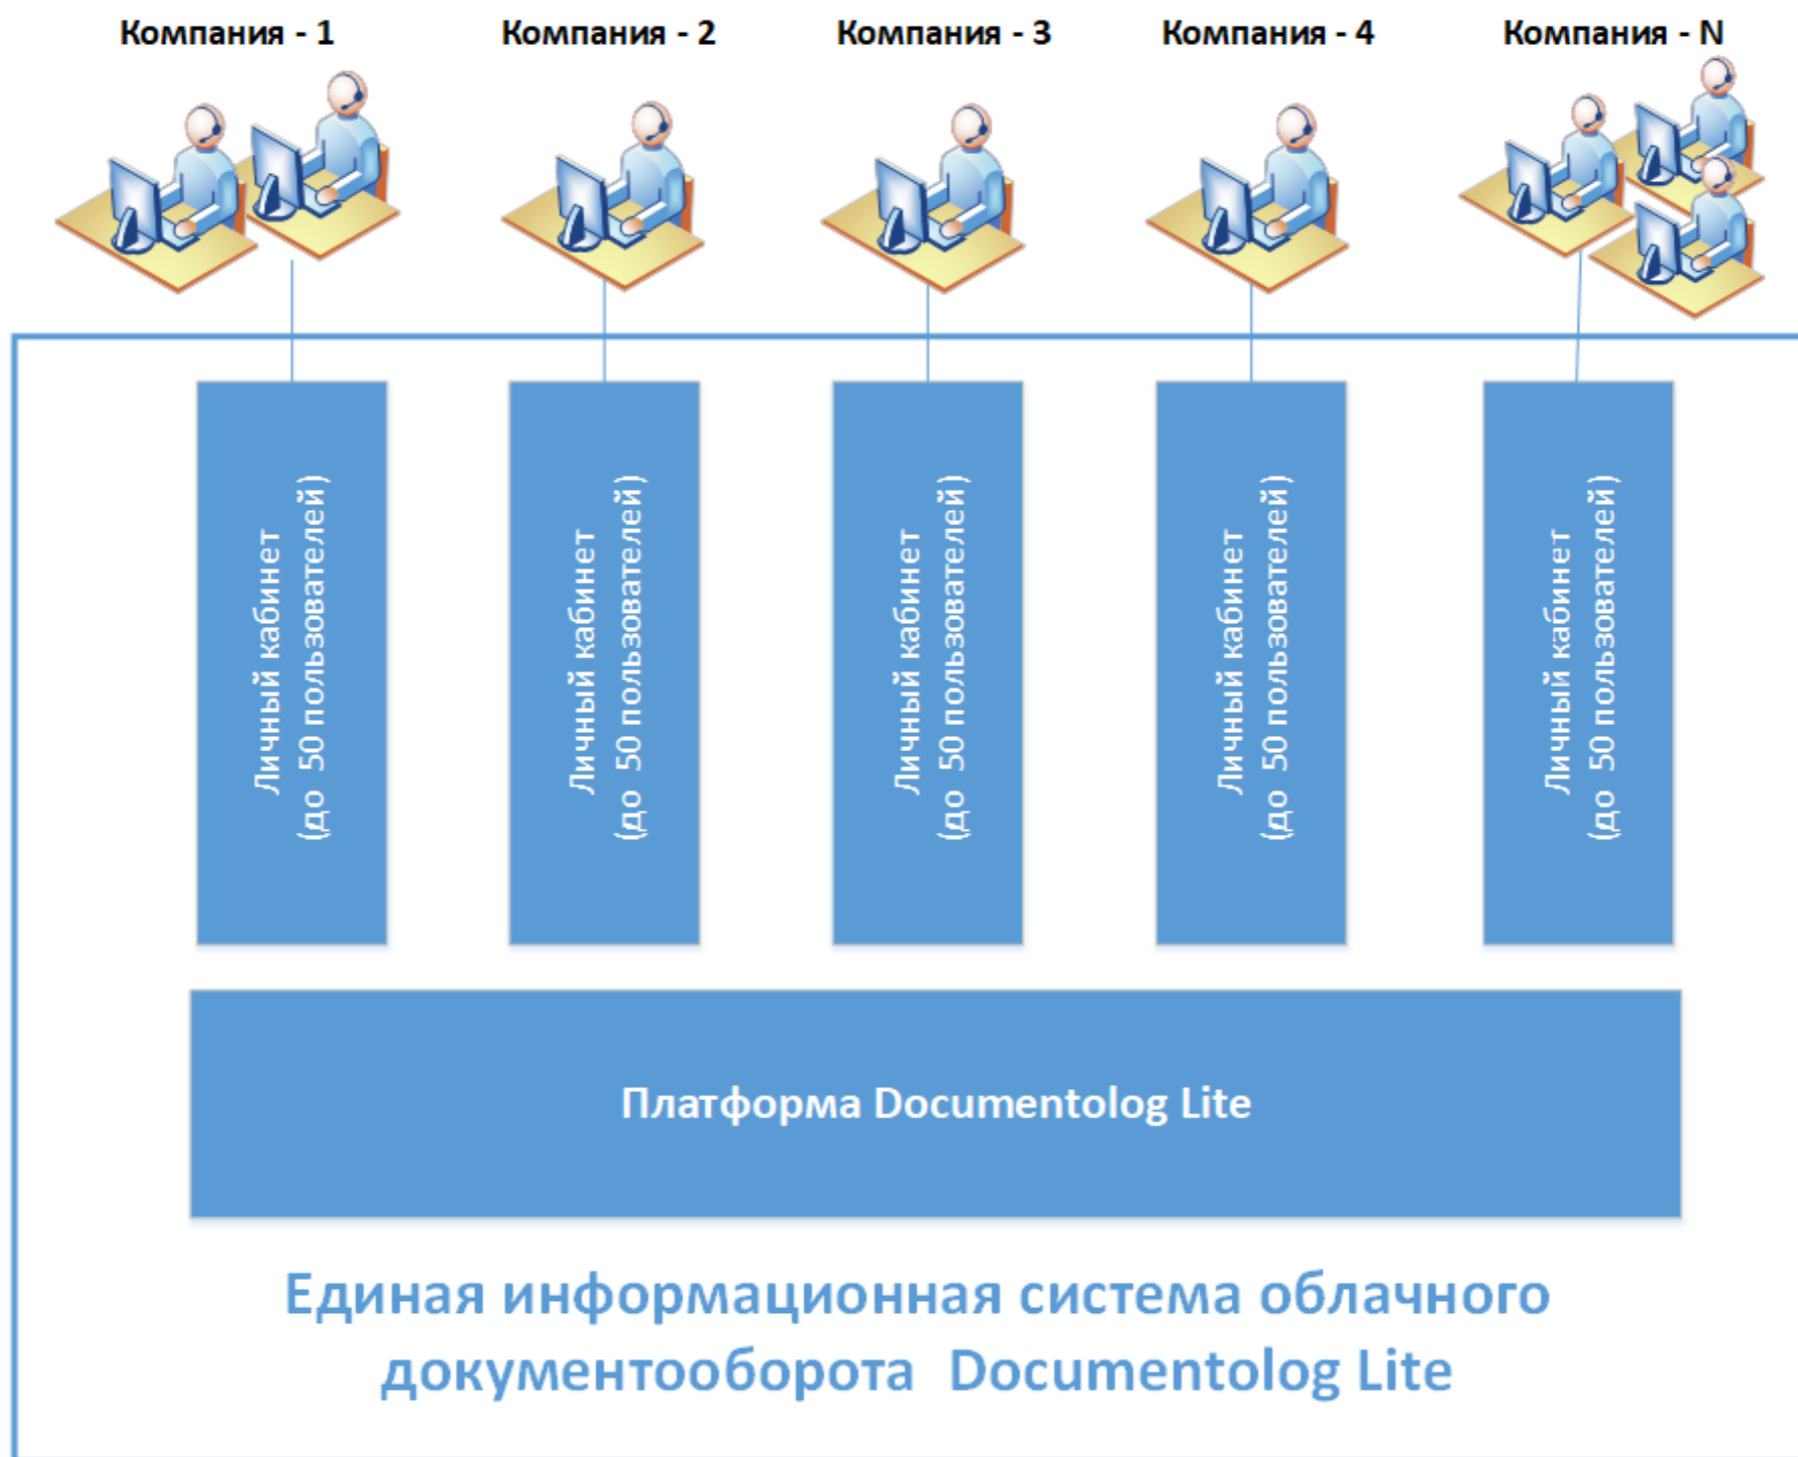 Компания - 1
Компания - 2
Компания - 3
Компания - 4
Компания - N
Личный кабинет
(до  50 пользователей)
Личный кабинет
(до  50 пользователей)
Личный кабинет
(до  50 пользователей)
Личный кабинет
(до  50 пользователей)
Личный кабинет
(до  50 пользователей)
Платформа Documentolog Lite
Единая информационная система облачного
документооборота  Documentolog Lite